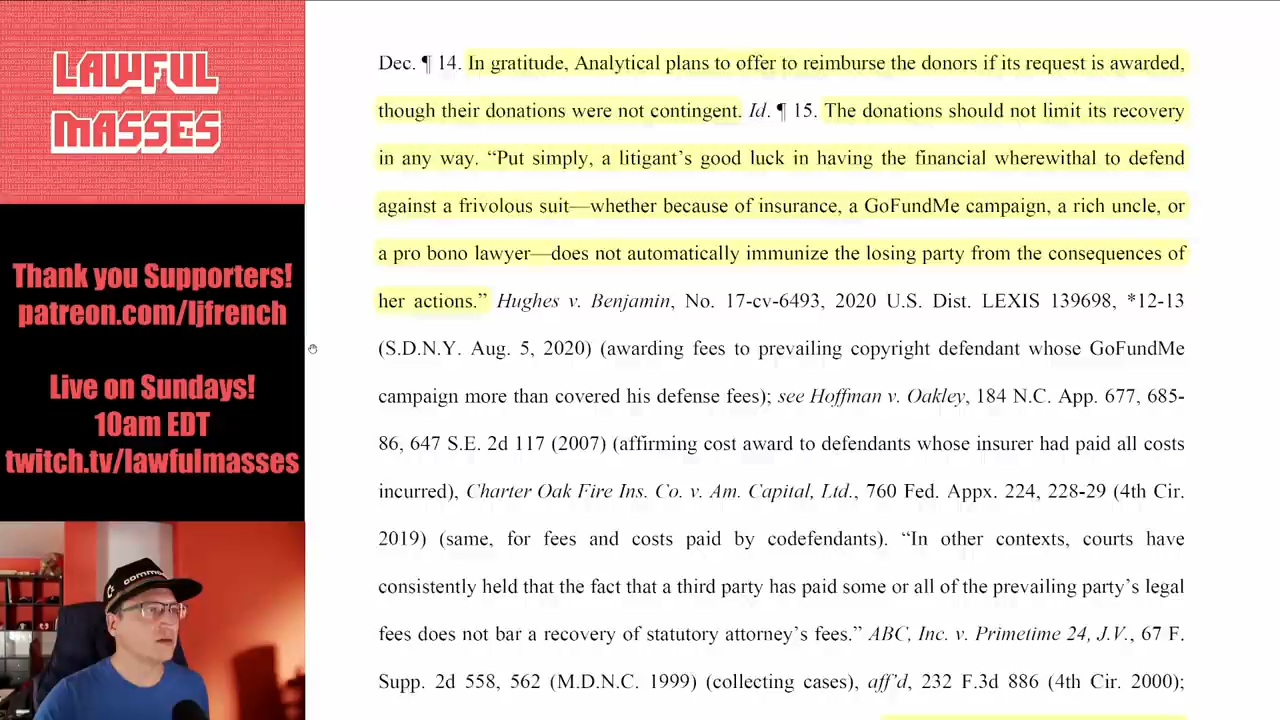 LAWFUL
MASSES
Thank you Supporters!
patreon.com/ljfrench
Live on Sundays!
10am EDT
twitch.tv/lawfulmasses
Dec. ¶ 14. In gratitude, Analytical plans to offer to reimburse the donors if its request is awarded,
though their donations were not contingent. Id. ¶ 15. The donations should not limit its recovery
in any way. “Put simply, a litigant’s good luck in having the financial wherewithal to defend
against a frivolous suit—whether because of insurance, a GoFundMe campaign, a rich uncle, or
a pro bono lawyer—does not automatically immunize the losing party from the consequences of
her actions.” Hughes v. Benjamin, No. 17-cv-6493, 2020 U.S. Dist. LEXIS 139698, *12-13
(S.D.N.Y. Aug. 5, 2020) (awarding fees to prevailing copyright defendant whose GoFundMe
campaign more than covered his defense fees); see Hoffman v. Oakley, 184 N.C. App. 677, 685-
86, 647 S.E. 2d 117 (2007) (affirming cost award to defendants whose insurer had paid all costs
incurred), Charter Oak Fire Ins. Co. v. Am. Capital, Ltd., 760 Fed. Appx. 224, 228-29 (4th Cir.
2019) (same, for fees and costs paid by codefendants). “In other contexts, courts have
consistently held that the fact that a third party has paid some or all of the prevailing party’s legal
fees does not bar a recovery of statutory attorney’s fees.” ABC, Inc. v. Primetime 24, J.V., 67 F.
Supp. 2d 558, 562 (M.D.N.C. 1999) (collecting cases), aff’d, 232 F.3d 886 (4th Cir. 2000);